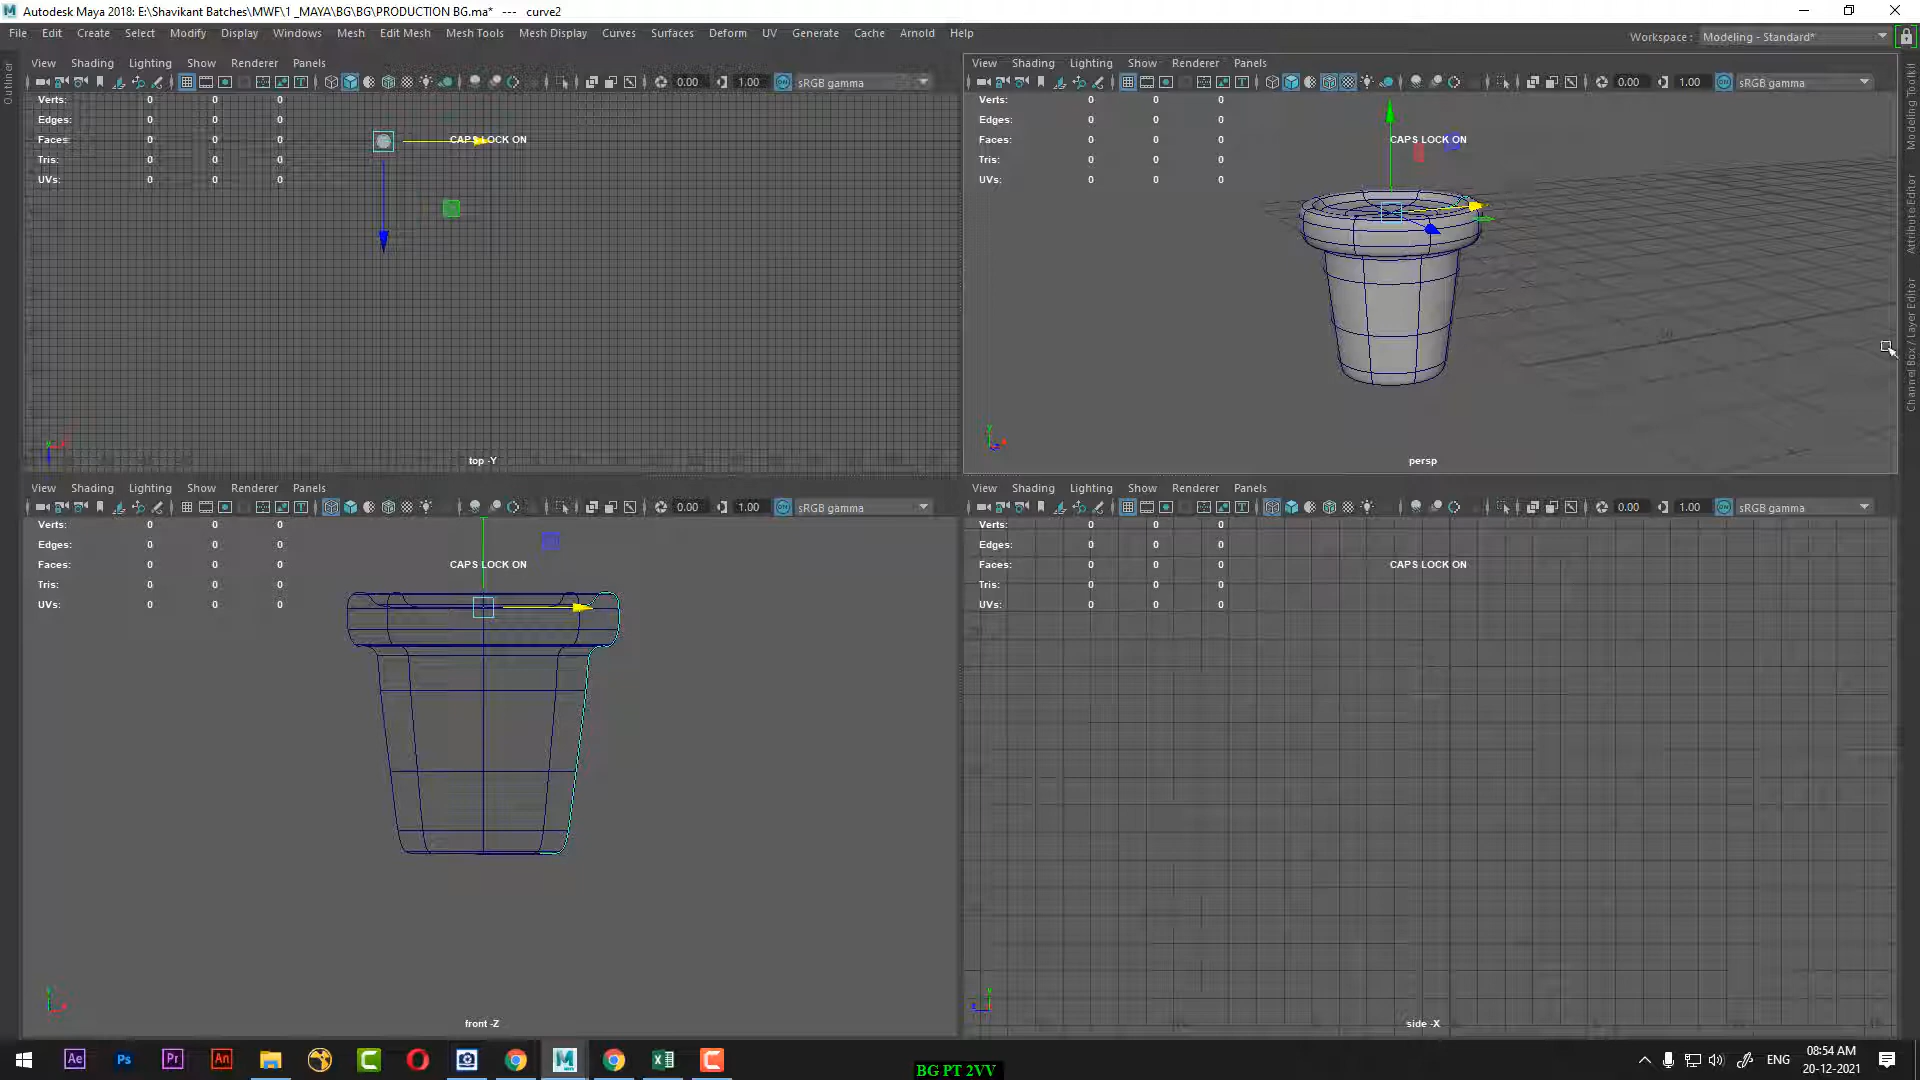 Autodesk Maya 2018: E:\Shavikant Batches\MWF\1 _MAYA\BG\BG\PRODUCTION BG.ma* --- curve2
File Edit Create Select Modify Display Windows Mesh Edit Mesh Mesh Tools Mesh Display Curves Surfaces Deform UV Generate Cache Arnold Help
Workspace : Modeling - Standard*
Outliner
View Shading Lighting Show Renderer Panels
0.00 1.00 ON sRGB gamma
Verts: 0 0 0
Edges: 0 0 0
Faces: 0 0 0
Tris: 0 0 0
UVs: 0 0 0
CAPS LOCK ON
top -Y
View Shading Lighting Show Renderer Panels
0.00 1.00 ON sRGB gamma
Verts: 0 0 0
Edges: 0 0 0
Faces: 0 0 0
Tris: 0 0 0
UVs: 0 0 0
CAPS LOCK ON
persp
Modeling Toolkit
Attribute Editor
Channel Box / Layer Editor
View Shading Lighting Show Renderer Panels
0.00 1.00 ON sRGB gamma
Verts: 0 0 0
Edges: 0 0 0
Faces: 0 0 0
Tris: 0 0 0
UVs: 0 0 0
CAPS LOCK ON
front -Z
View Shading Lighting Show Renderer Panels
0.00 1.00 ON sRGB gamma
Verts: 0 0 0
Edges: 0 0 0
Faces: 0 0 0
Tris: 0 0 0
UVs: 0 0 0
CAPS LOCK ON
side -X
Ae Ps Pr An
BG PT 2VV
ENG
08:54 AM
20-12-2021